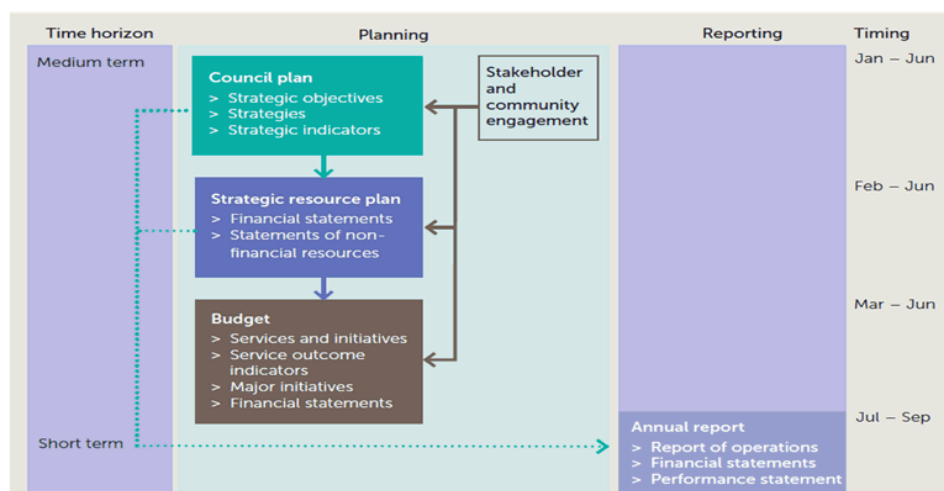 Time horizon
Planning
Reporting
Timing
Medium term
Jan – Jun
Council plan
> Strategic objectives
> Strategies
> Strategic indicators
Stakeholder
and
community
engagement
Feb – Jun
Strategic resource plan
> Financial statements
> Statements of non-
financial resources
Mar – Jun
Budget
> Services and initiatives
> Service outcome
indicators
> Major initiatives
> Financial statements
Jul – Sep
Short term
Annual report
> Report of operations
> Financial statements
> Performance statement